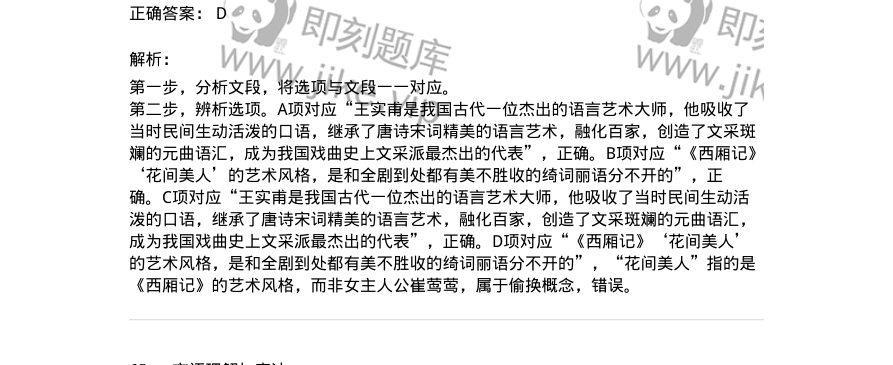 正确答案： D
即刻题库
www.jike.vip
即刻
www.jik
解析：
第一步，分析文段，将选项与文段一一对应。
第二步，辨析选项。A项对应“王实甫是我国古代一位杰出的语言艺术大师，他吸收了
当时民间生动活泼的口语，继承了唐诗宋词精美的语言艺术，融化百家，创造了文采斑
斓的元曲语汇，成为我国戏曲史上文采派最杰出的代表”，正确。B项对应“《西厢记》
‘花间美人’的艺术风格，是和全剧到处都有美不胜收的绮词丽语分不开的”，正
确。C项对应“王实甫是我国古代一位杰出的语言艺术大师，他吸收了当时民间生动活
泼的口语，继承了唐诗宋词精美的语言艺术，融化百家，创造了文采斑斓的元曲语汇，
成为我国戏曲史上文采派最杰出的代表”，正确。D项对应“《西厢记》‘花间美人’
的艺术风格，是和全剧到处都有美不胜收的绮词丽语分不开的”，“花间美人”指的是
《西厢记》的艺术风格，而非女主人公崔莺莺，属于偷换概念，错误。